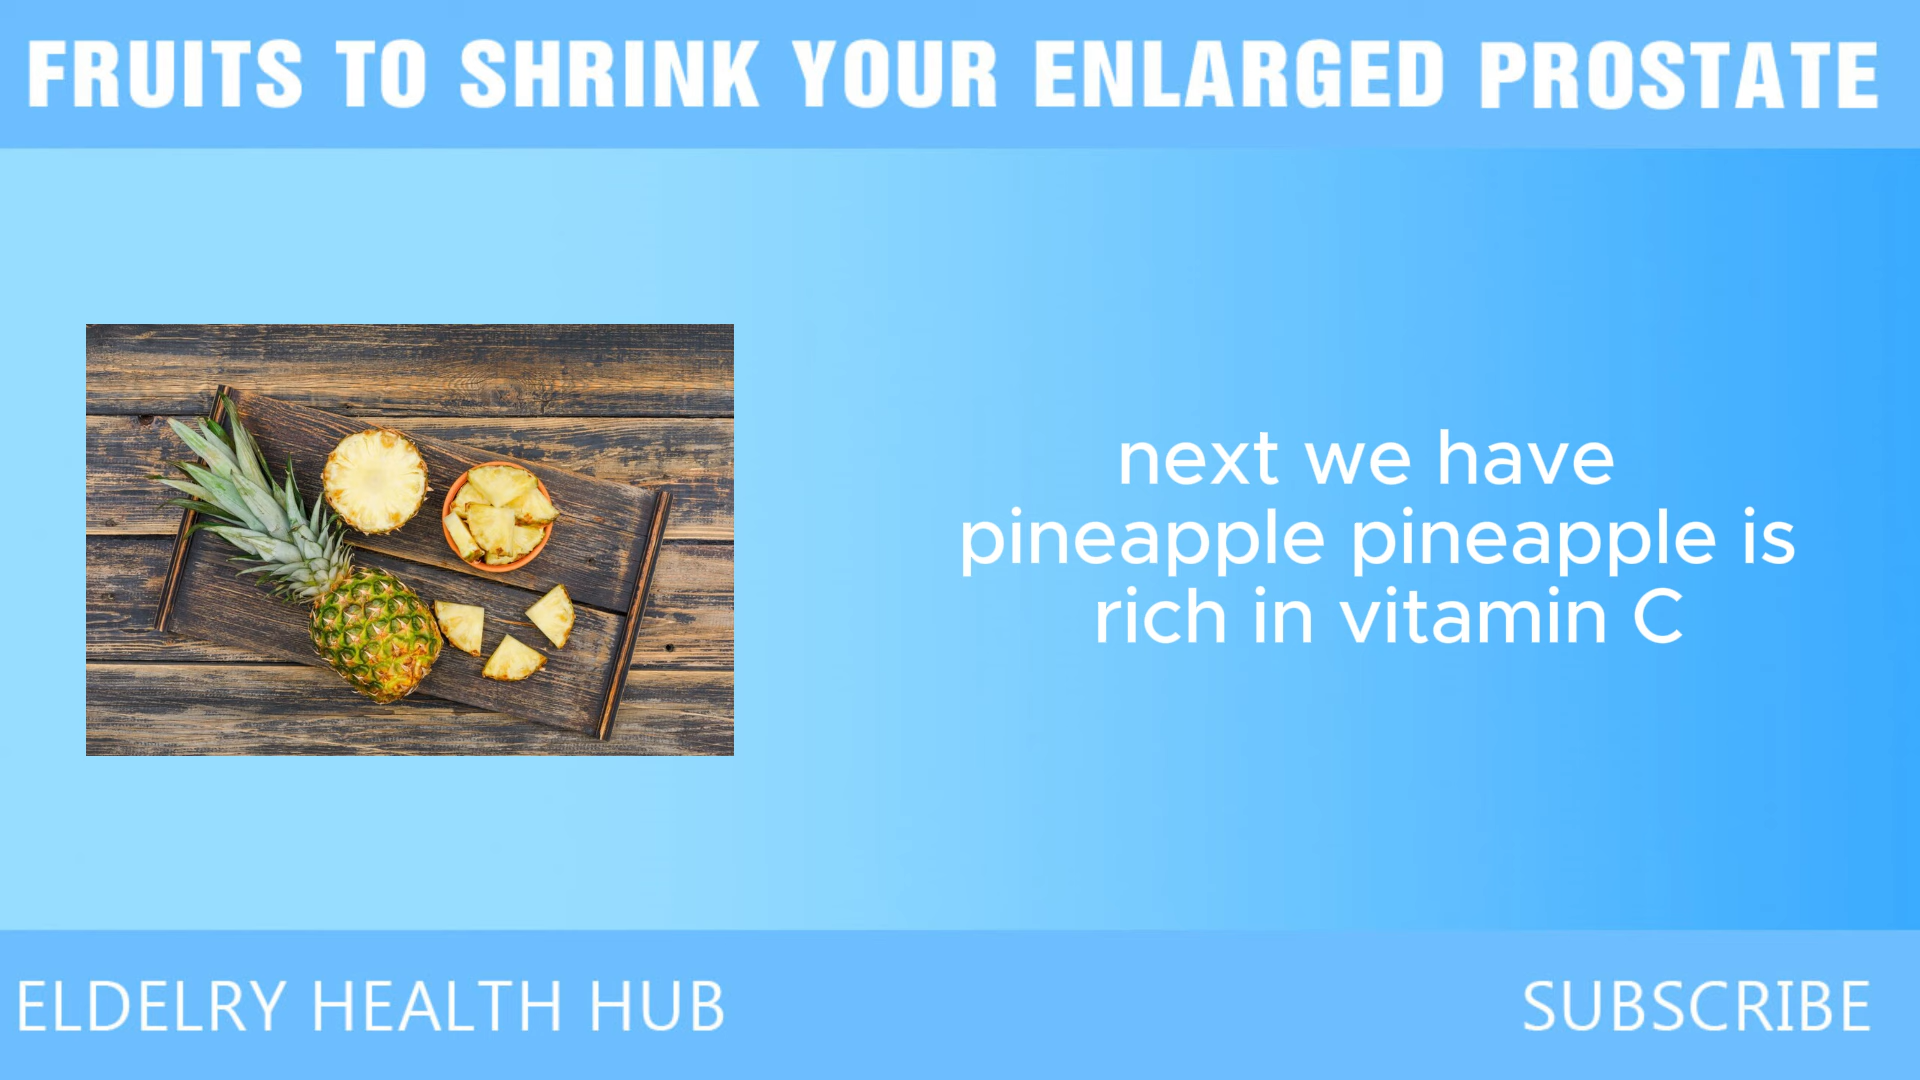 FRUITS TO SHRINK YOUR ENLARGED PROSTATE
next we have
pineapple pineapple is
rich in vitamin C
ELDELRY HEALTH HUB
SUBSCRIBE